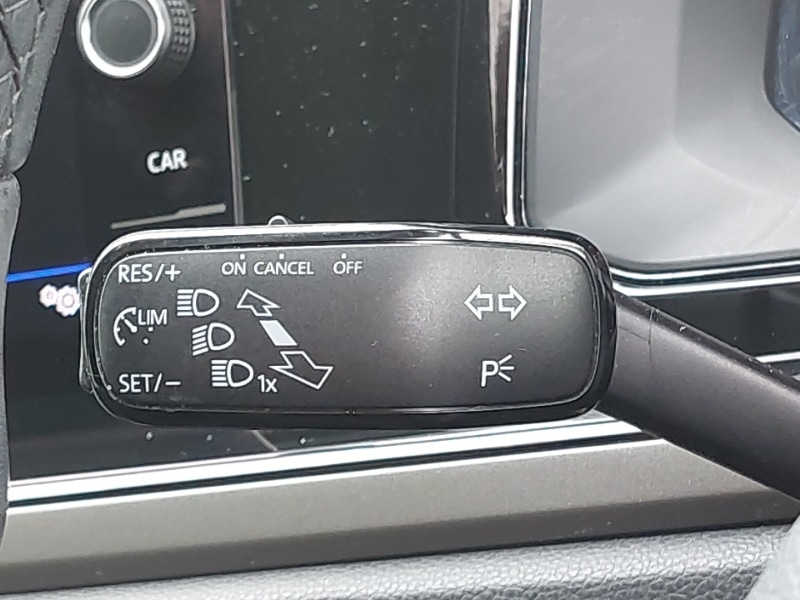 CAR
RES/+
ON CANCEL OFF
LIM
SET/−
1x
P